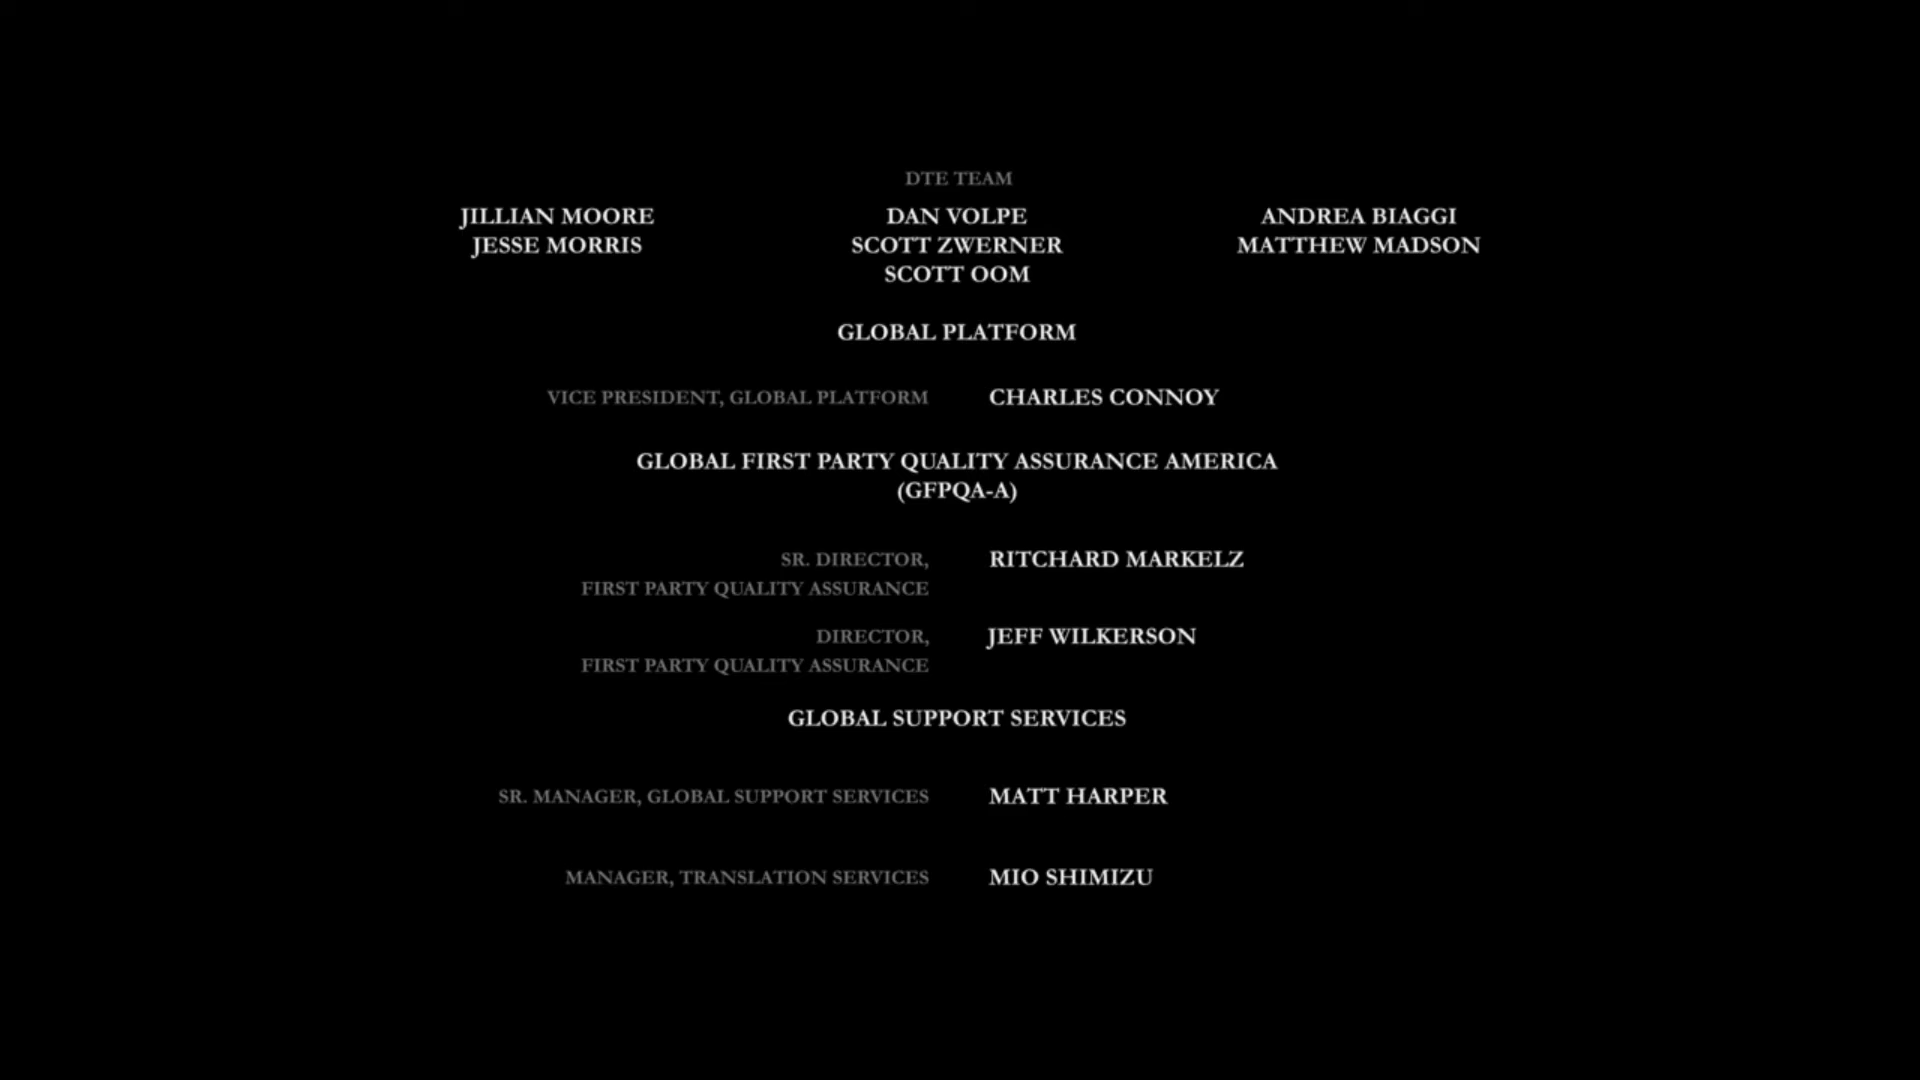 DTE TEAM
JILLIAN MOORE DAN VOLPE ANDREA BIAGGI
JESSE MORRIS SCOTT ZWERNER MATTHEW MADSON
SCOTT OOM
GLOBAL PLATFORM
VICE PRESIDENT, GLOBAL PLATFORM CHARLES CONNOY
GLOBAL FIRST PARTY QUALITY ASSURANCE AMERICA
(GFPQA-A)
SR. DIRECTOR, RITCHARD MARKELZ
FIRST PARTY QUALITY ASSURANCE
DIRECTOR, JEFF WILKERSON
FIRST PARTY QUALITY ASSURANCE
GLOBAL SUPPORT SERVICES
SR. MANAGER, GLOBAL SUPPORT SERVICES MATT HARPER
MANAGER, TRANSLATION SERVICES MIO SHIMIZU